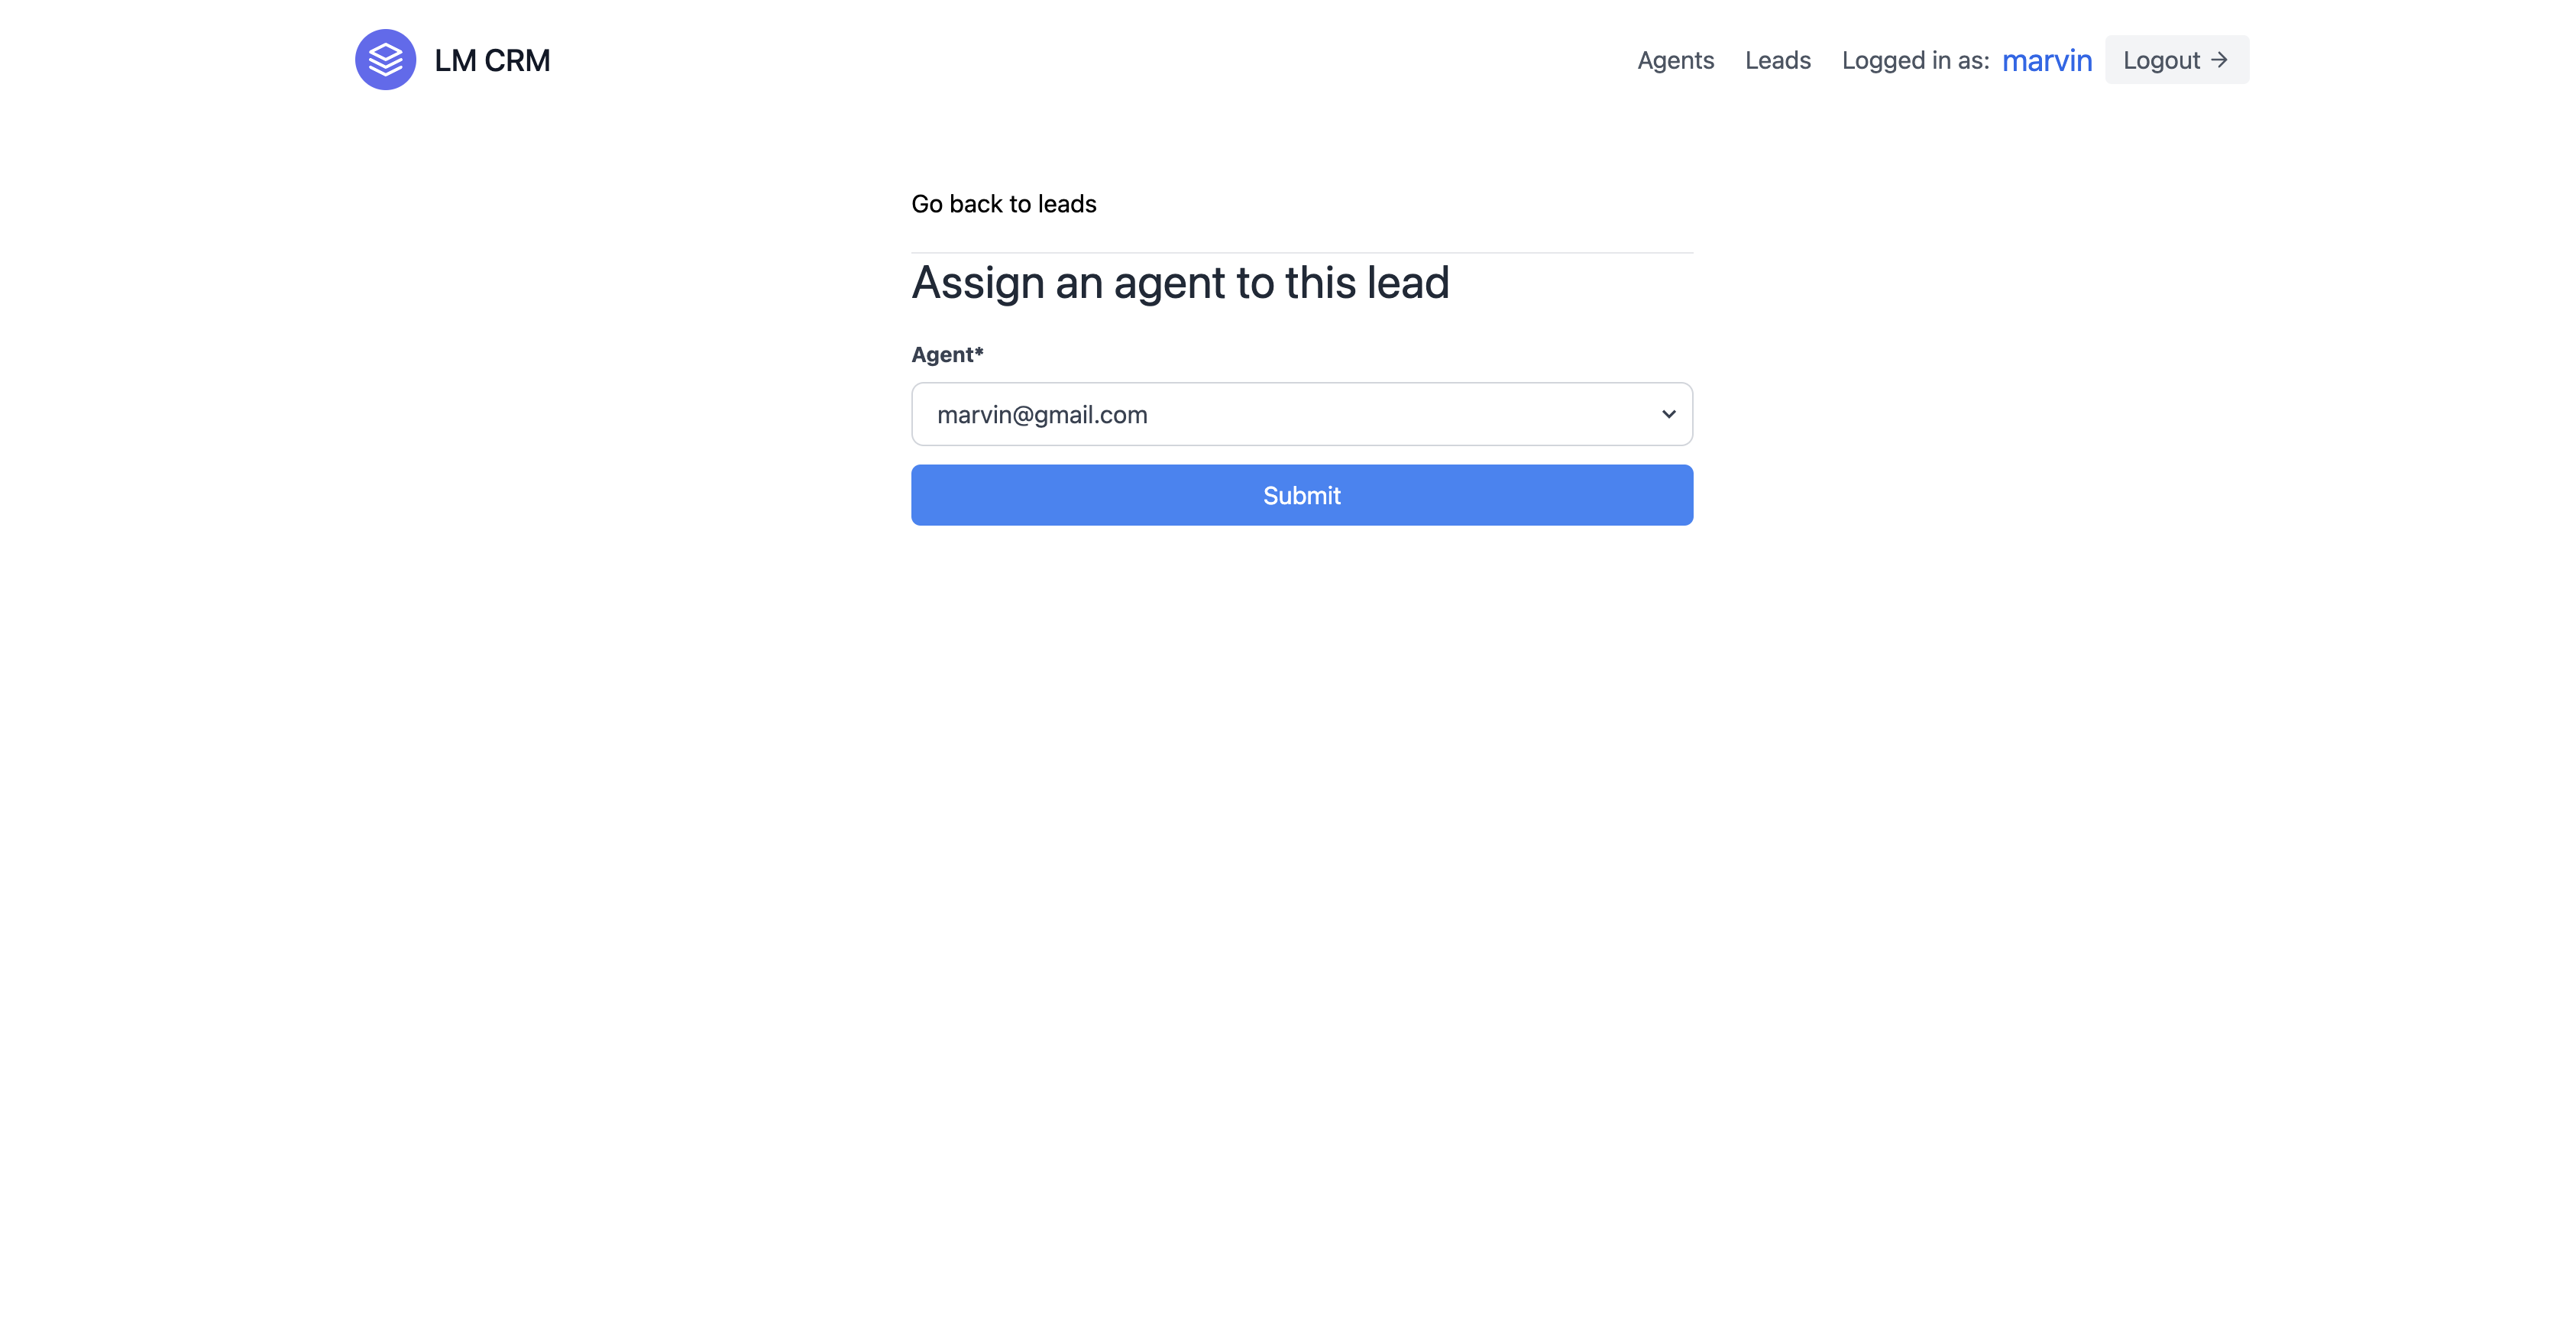 LM CRM
Agents Leads Logged in as: marvin Logout →
Go back to leads
Assign an agent to this lead
Agent*
marvin@gmail.com
Submit